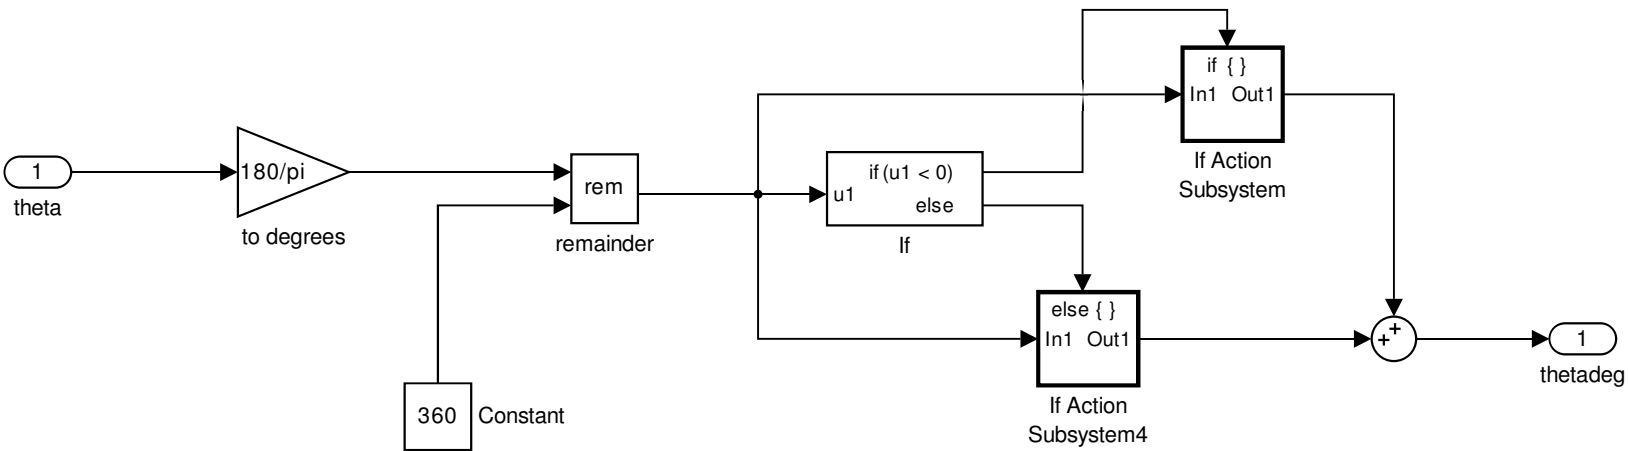 1
theta
180/pi
to degrees
rem
remainder
360
Constant
u1
if(u1 < 0)
else
If
if { }
In1 Out1
If Action
Subsystem
else { }
In1 Out1
If Action
Subsystem4
+
+
1
thetadeg